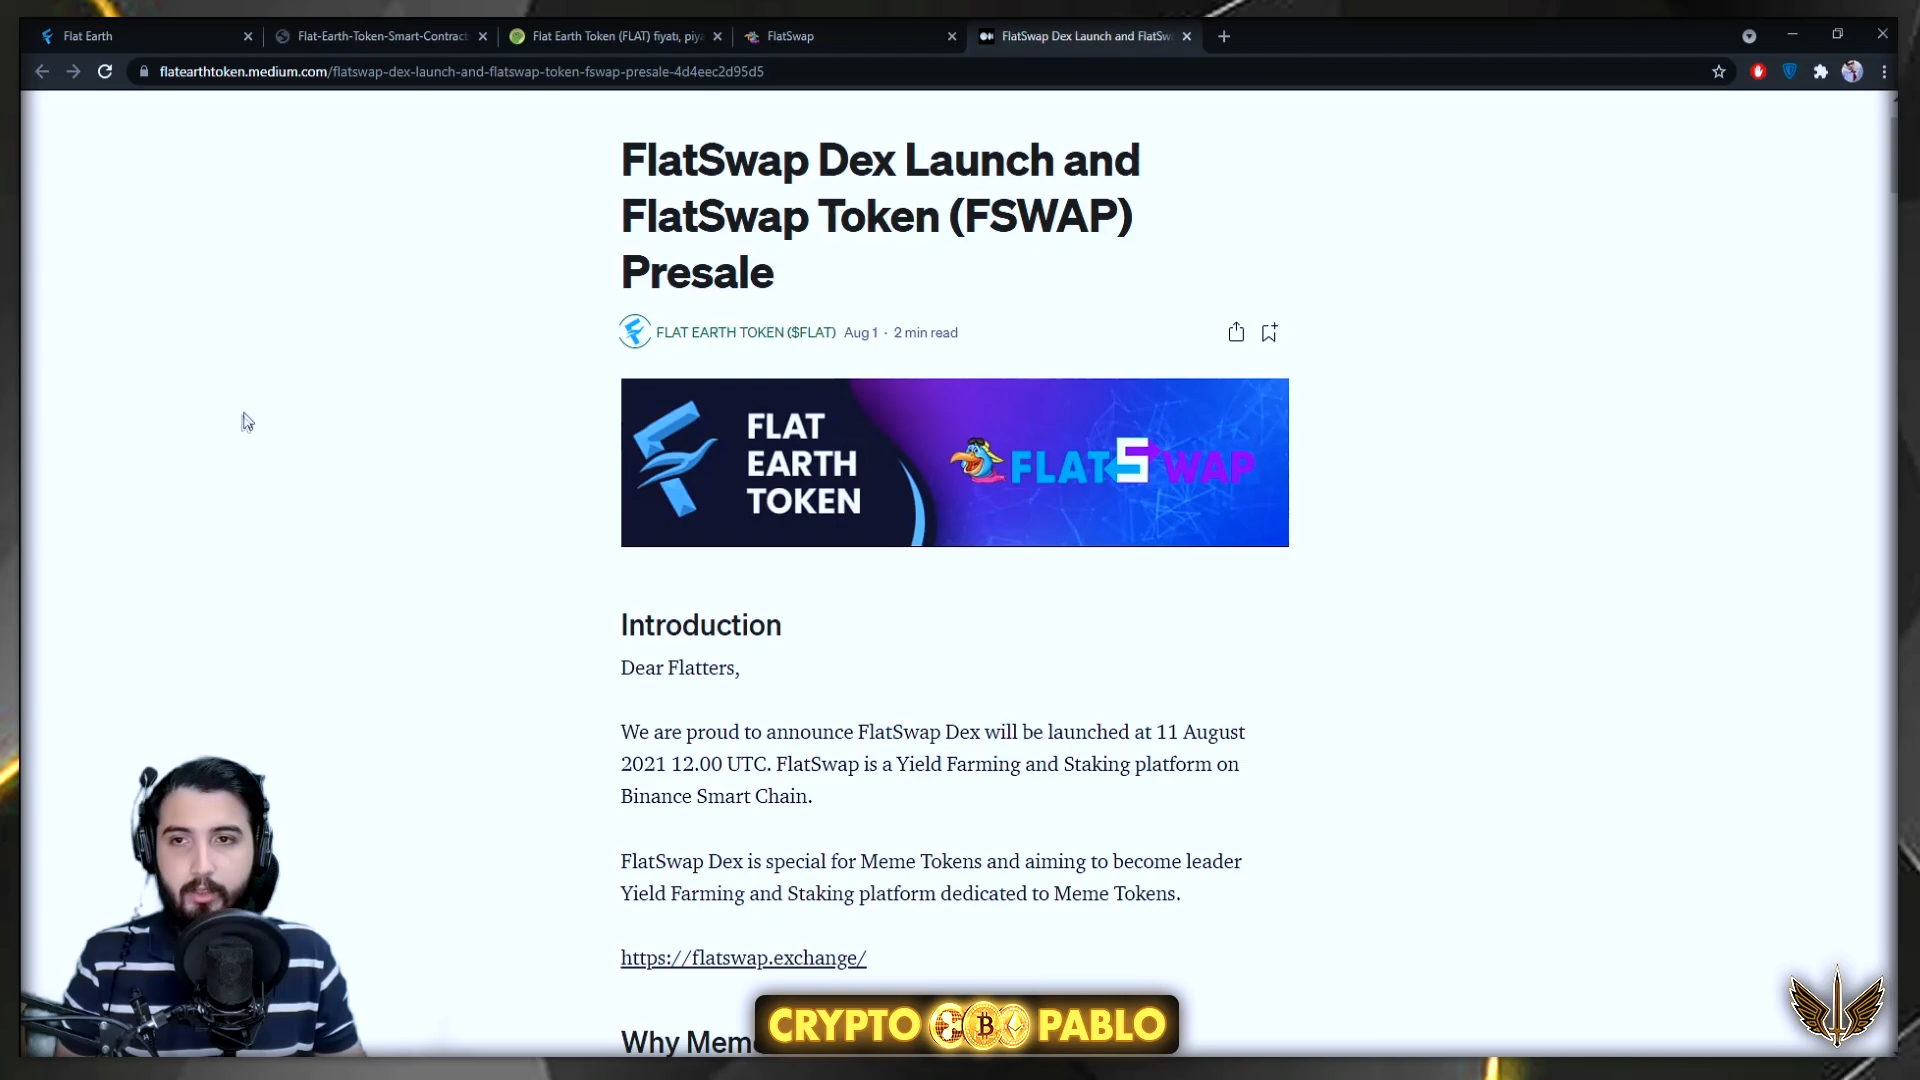 Flat Earth
Flat-Earth-Token-Smart-Contract
Flat Earth Token (FLAT) fiyatı, piya
FlatSwap
FlatSwap Dex Launch and FlatSw
flatearthtoken.medium.com/flatswap-dex-launch-and-flatswap-token-fswap-presale-4d4eec2d95d5
FlatSwap Dex Launch and
FlatSwap Token (FSWAP)
Presale
FLAT EARTH TOKEN ($FLAT) Aug 1 · 2 min read
FLAT
EARTH
TOKEN
FLATSWAP
Introduction
Dear Flatters,
We are proud to announce FlatSwap Dex will be launched at 11 August
2021 12.00 UTC. FlatSwap is a Yield Farming and Staking platform on
Binance Smart Chain.
FlatSwap Dex is special for Meme Tokens and aiming to become leader
Yield Farming and Staking platform dedicated to Meme Tokens.
https://flatswap.exchange/
Why Mem
CRYPTO PABLO